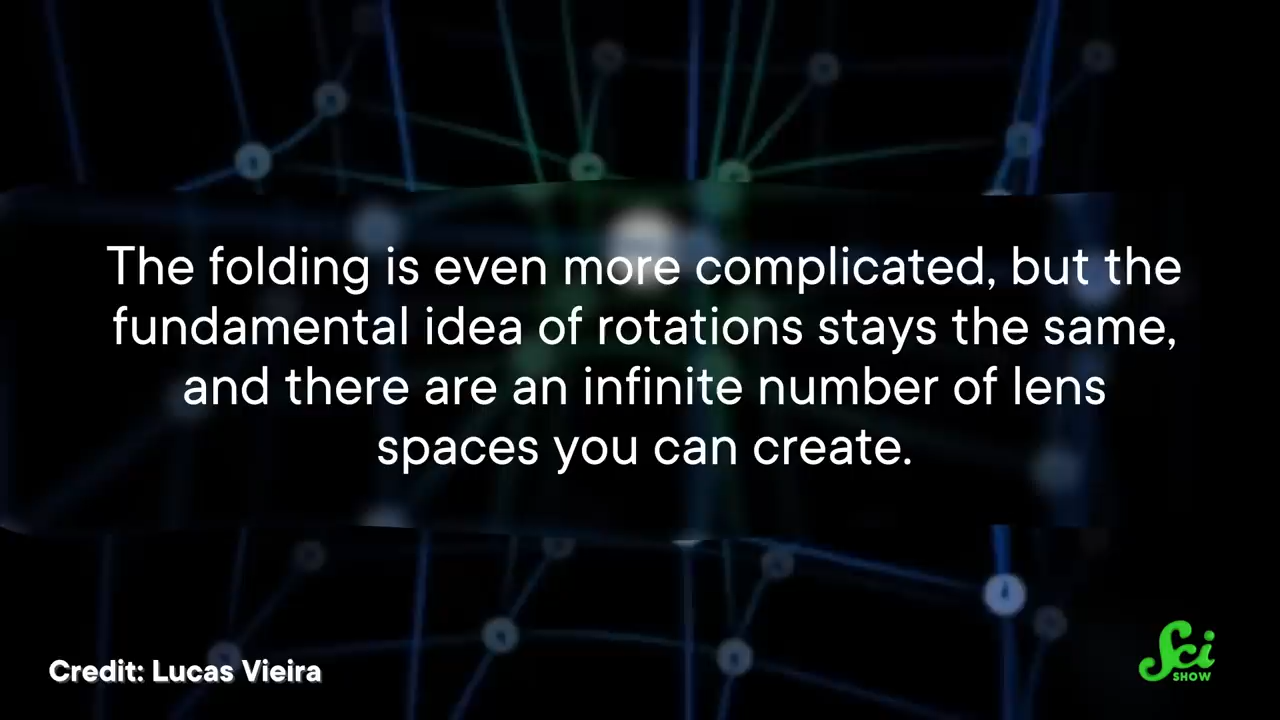 The folding is even more complicated, but the
fundamental idea of rotations stays the same,
and there are an infinite number of lens
spaces you can create.
Credit: Lucas Vieira
Sci
SHOW